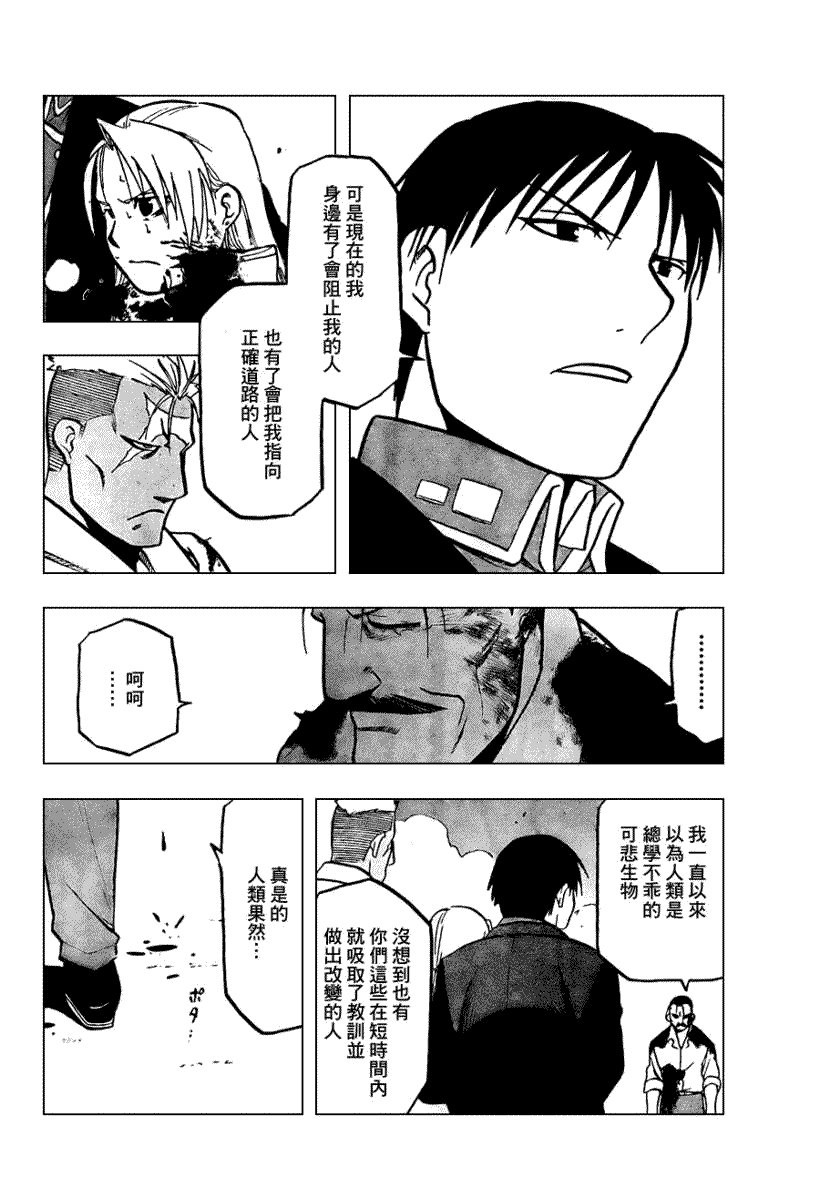 可是現在的我
身邊有了會阻止我的人
也有了會把我指向
正確道路的人
………
呵呵
……
我一直以來
以為人類是
總學不乖的
可悲生物
沒想到也有
你們這些在短時間內
就吸取了教訓並
做出改變的人
真是的
人類果然…
ポタ…